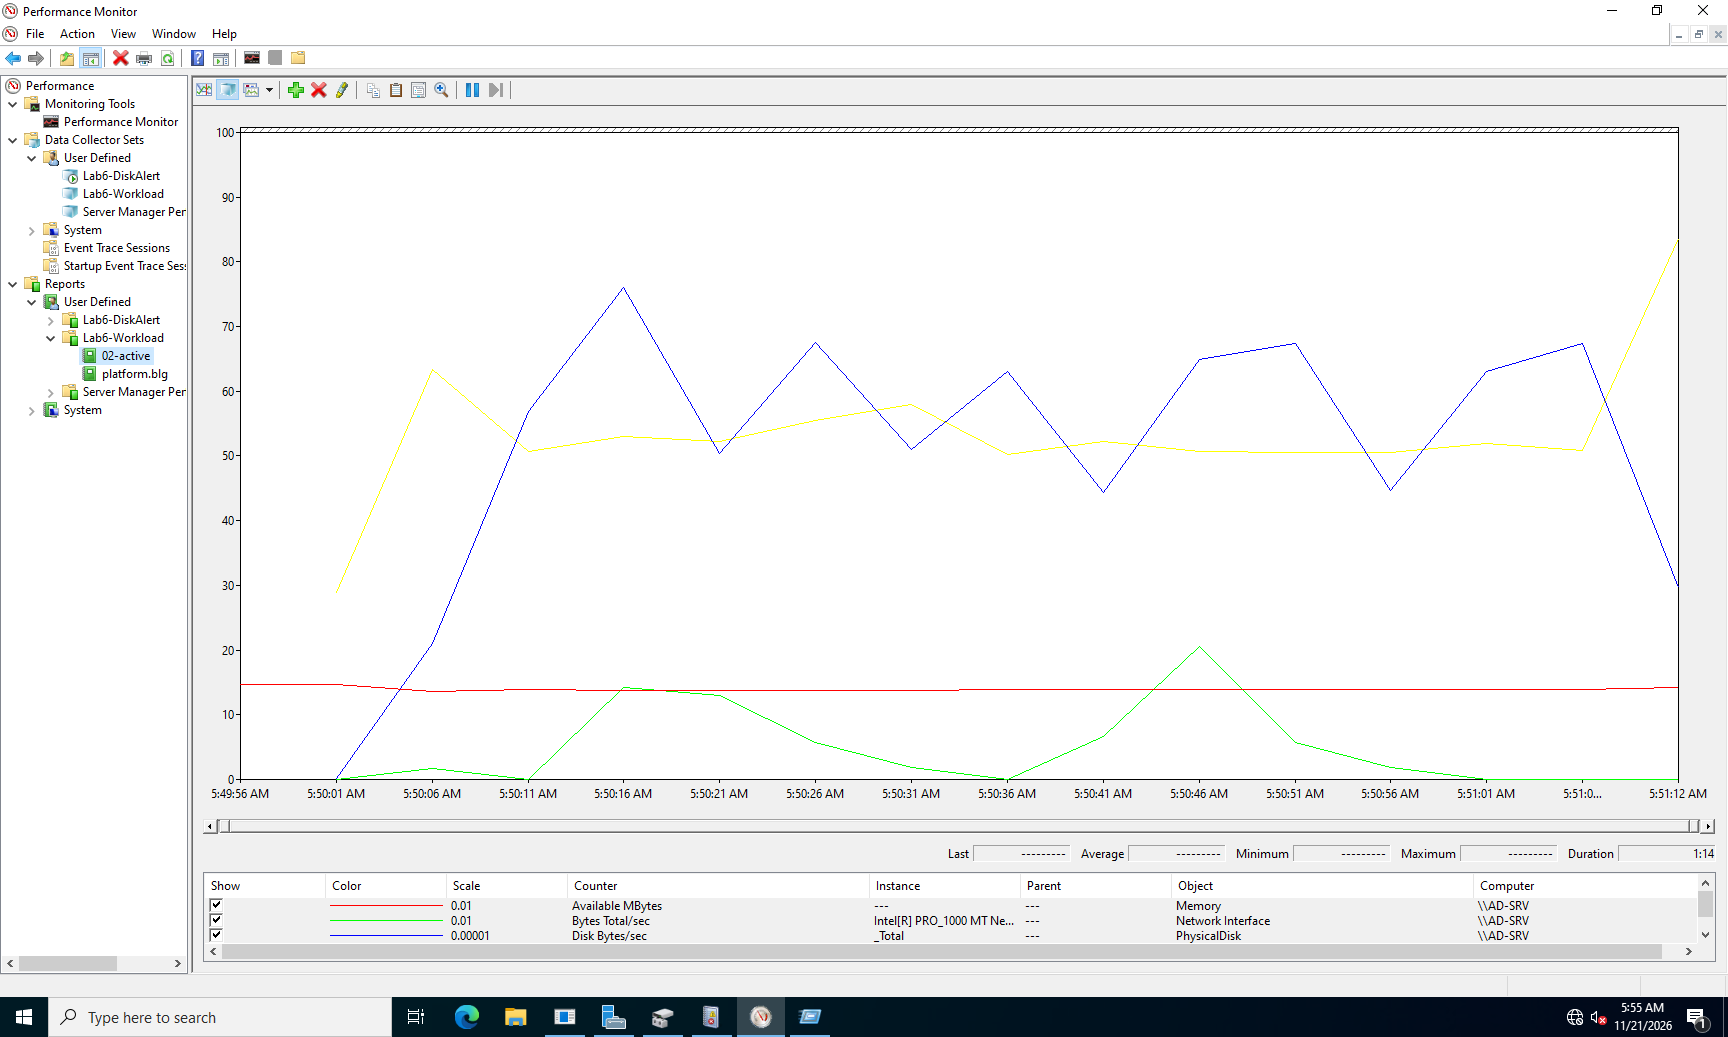 Performance Monitor
File Action View Window Help
Performance
Monitoring Tools
Performance Monitor
Data Collector Sets
User Defined
Lab6-DiskAlert
Lab6-Workload
Server Manager Per
System
Event Trace Sessions
Startup Event Trace Ses
Reports
User Defined
Lab6-DiskAlert
Lab6-Workload
02-active
platform.blg
Server Manager Per
System
100
90
80
70
60
50
40
30
20
10
0
5:49:56 AM 5:50:01 AM 5:50:06 AM 5:50:11 AM 5:50:16 AM 5:50:21 AM 5:50:26 AM 5:50:31 AM 5:50:36 AM 5:50:41 AM 5:50:46 AM 5:50:51 AM 5:50:56 AM 5:51:01 AM 5:51:0... 5:51:12 AM
Last --------- Average --------- Minimum --------- Maximum --------- Duration 1:14
Show Color Scale Counter Instance Parent Object Computer
0.01 Available MBytes --- --- Memory \\AD-SRV
0.01 Bytes Total/sec Intel[R] PRO_1000 MT Ne... --- Network Interface \\AD-SRV
0.00001 Disk Bytes/sec _Total --- PhysicalDisk \\AD-SRV
Type here to search
5:55 AM
11/21/2026
1